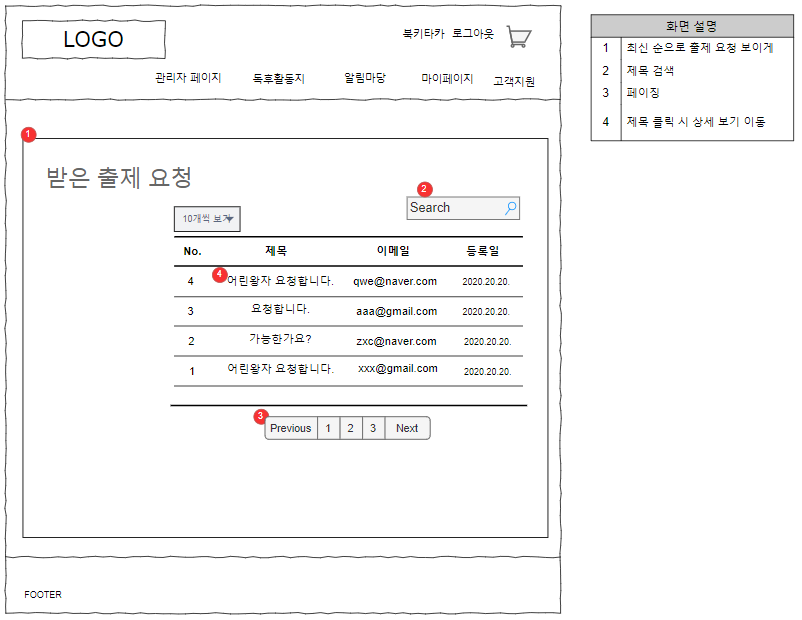 LOGO
북키타카 로그아웃
관리자 페이지 독후활동지 알림마당 마이페이지 고객지원
1
받은 출제 요청
2
Search
10개씩 보기
No. 제목 이메일 등록일
4 4 어린왕자 요청합니다. qwe@naver.com 2020.20.20.
3 요청합니다. aaa@gmail.com 2020.20.20.
2 가능한가요? zxc@naver.com 2020.20.20.
1 어린왕자 요청합니다. xxx@gmail.com 2020.20.20.
3
Previous 1 2 3 Next
FOOTER
화면 설명
1 최신 순으로 출제 요청 보이게
2 제목 검색
3 페이징
4 제목 클릭 시 상세 보기 이동